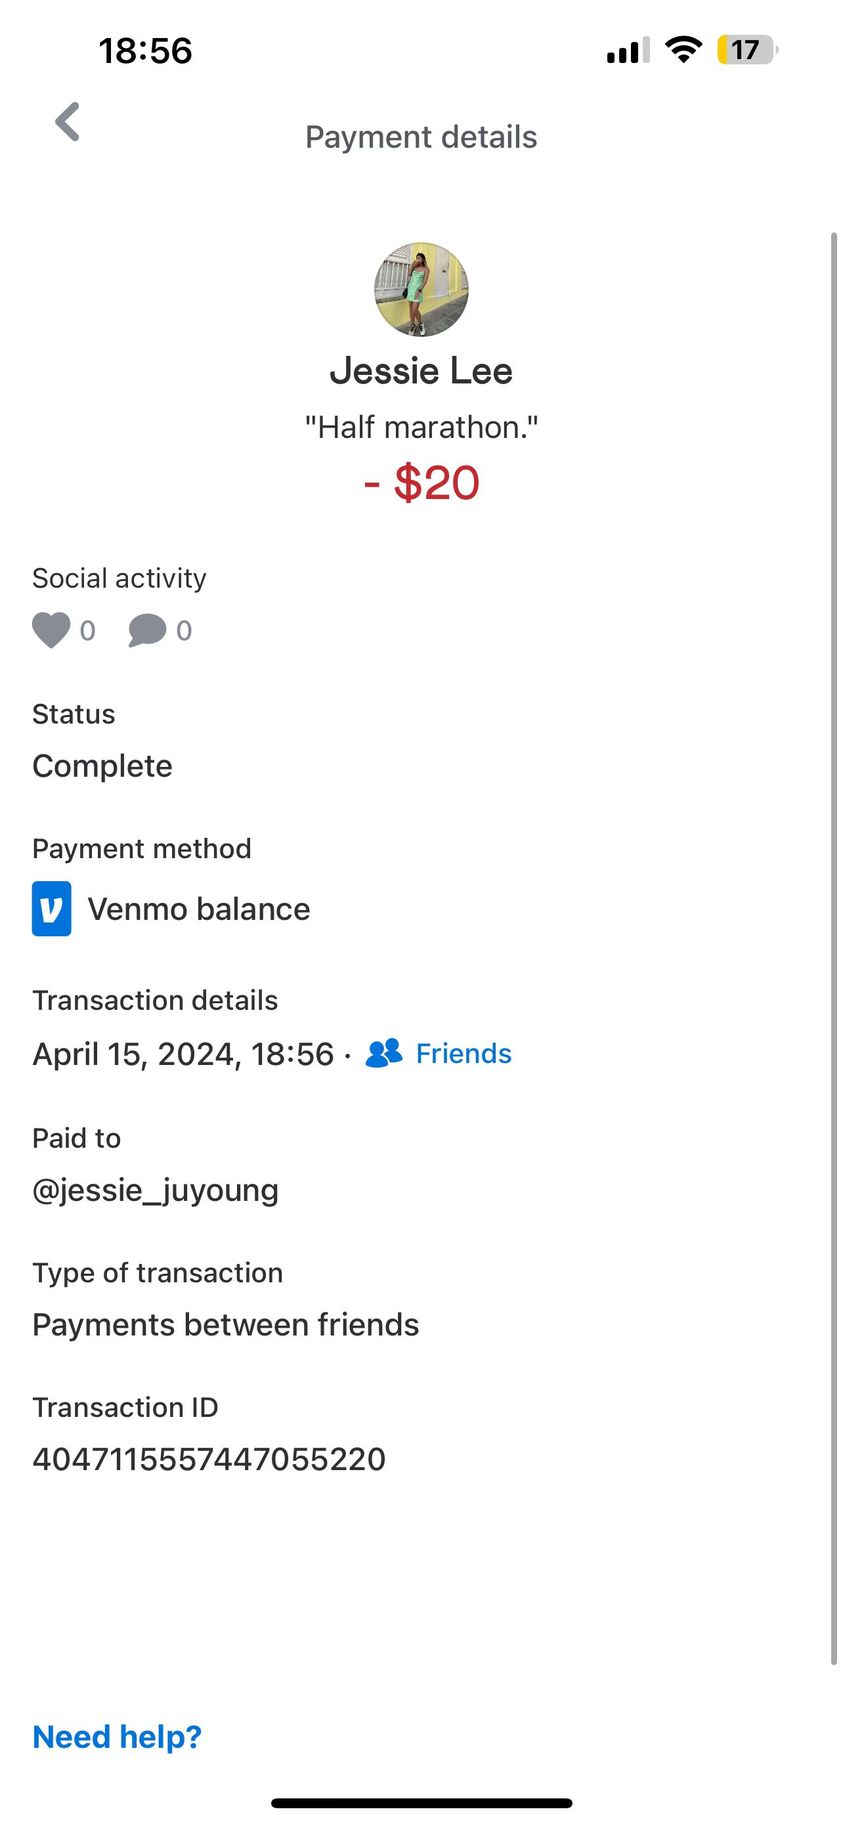 18:56
17
Payment details
Jessie Lee
"Half marathon."
- $20
Social activity
0 0
Status
Complete
Payment method
V Venmo balance
Transaction details
April 15, 2024, 18:56 · Friends
Paid to
@jessie_juyoung
Type of transaction
Payments between friends
Transaction ID
4047115557447055220
Need help?